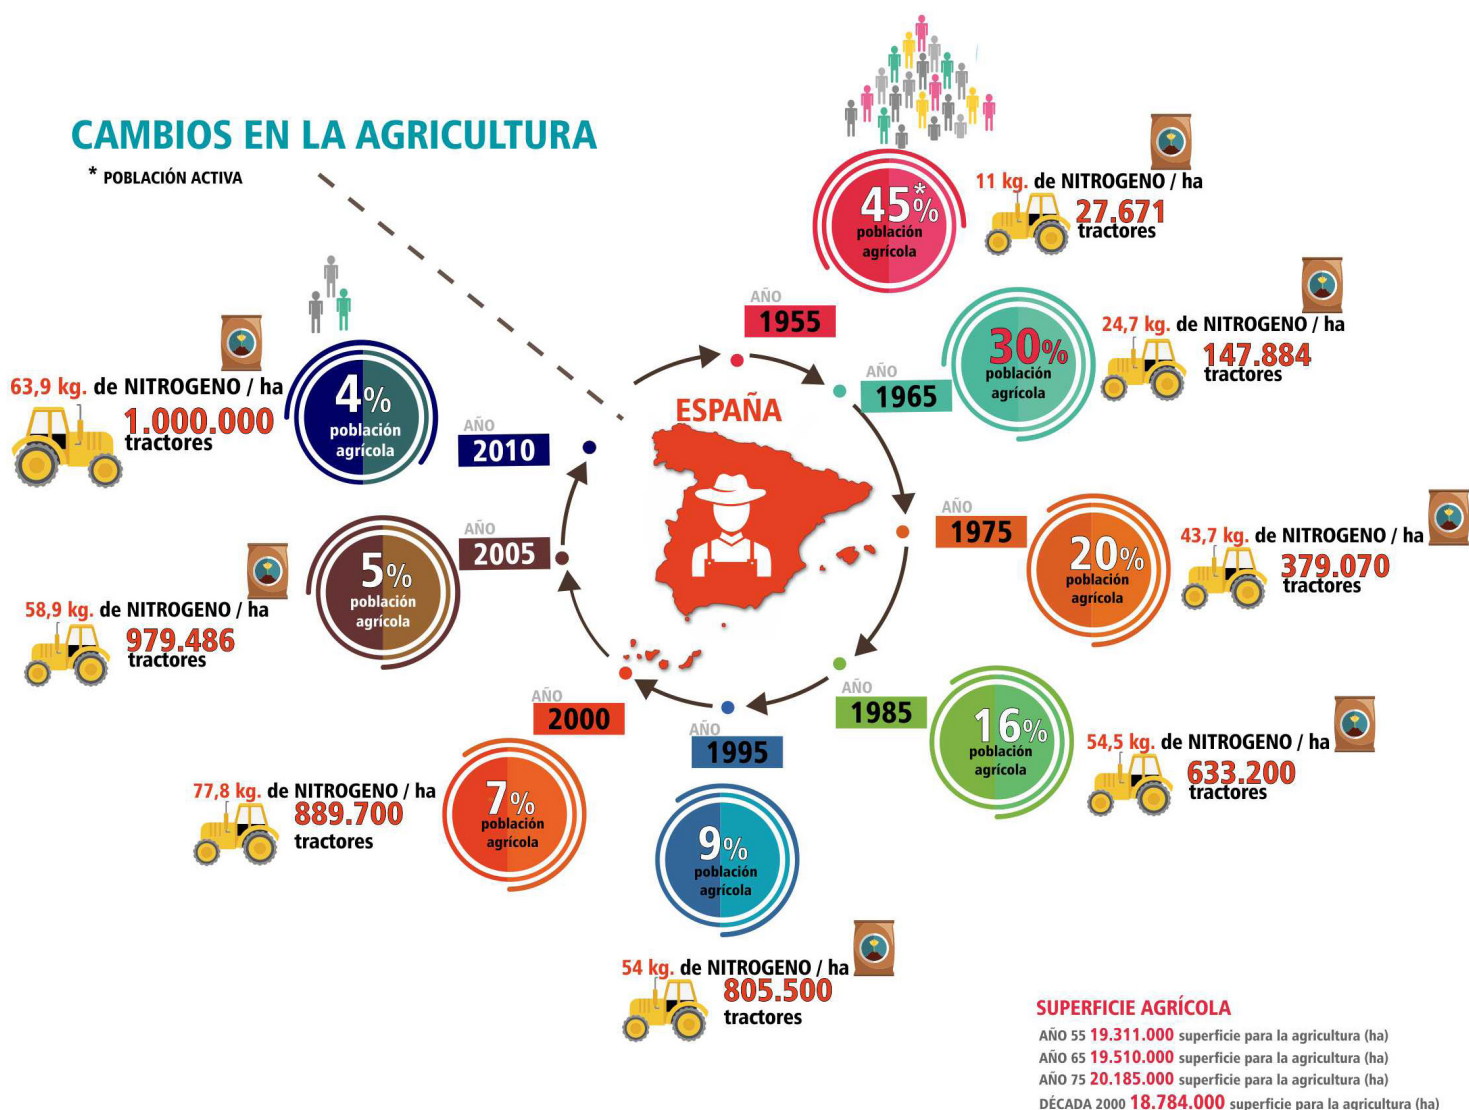 CAMBIOS EN LA AGRICULTURA
* POBLACIÓN ACTIVA
ESPAÑA
AÑO
1955
45*%
población
agrícola
11 kg. de NITROGENO / ha
27.671
tractores
AÑO
1965
30%
población
agrícola
24,7 kg. de NITROGENO / ha
147.884
tractores
AÑO
1975
20%
población
agrícola
43,7 kg. de NITROGENO / ha
379.070
tractores
AÑO
1985
16%
población
agrícola
54,5 kg. de NITROGENO / ha
633.200
tractores
AÑO
1995
9%
población
agrícola
54 kg. de NITROGENO / ha
805.500
tractores
AÑO
2000
7%
población
agrícola
77,8 kg. de NITROGENO / ha
889.700
tractores
AÑO
2005
5%
población
agrícola
58,9 kg. de NITROGENO / ha
979.486
tractores
AÑO
2010
4%
población
agrícola
63,9 kg. de NITROGENO / ha
1.000.000
tractores
SUPERFICIE AGRÍCOLA
AÑO 55 19.311.000 superficie para la agricultura (ha)
AÑO 65 19.510.000 superficie para la agricultura (ha)
AÑO 75 20.185.000 superficie para la agricultura (ha)
DÉCADA 2000 18.784.000 superficie para la agricultura (ha)